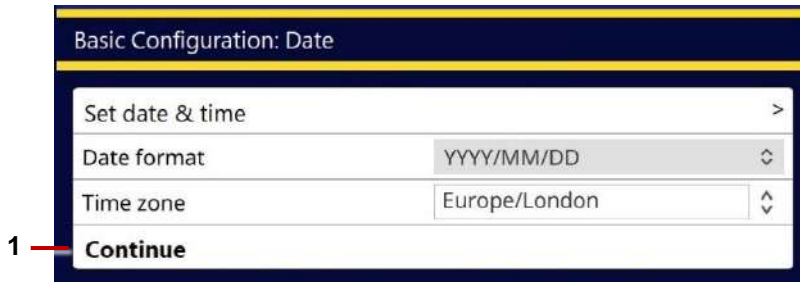 Basic Configuration: Date
Set date & time >
Date format YYYY/MM/DD
Time zone Europe/London
1 Continue